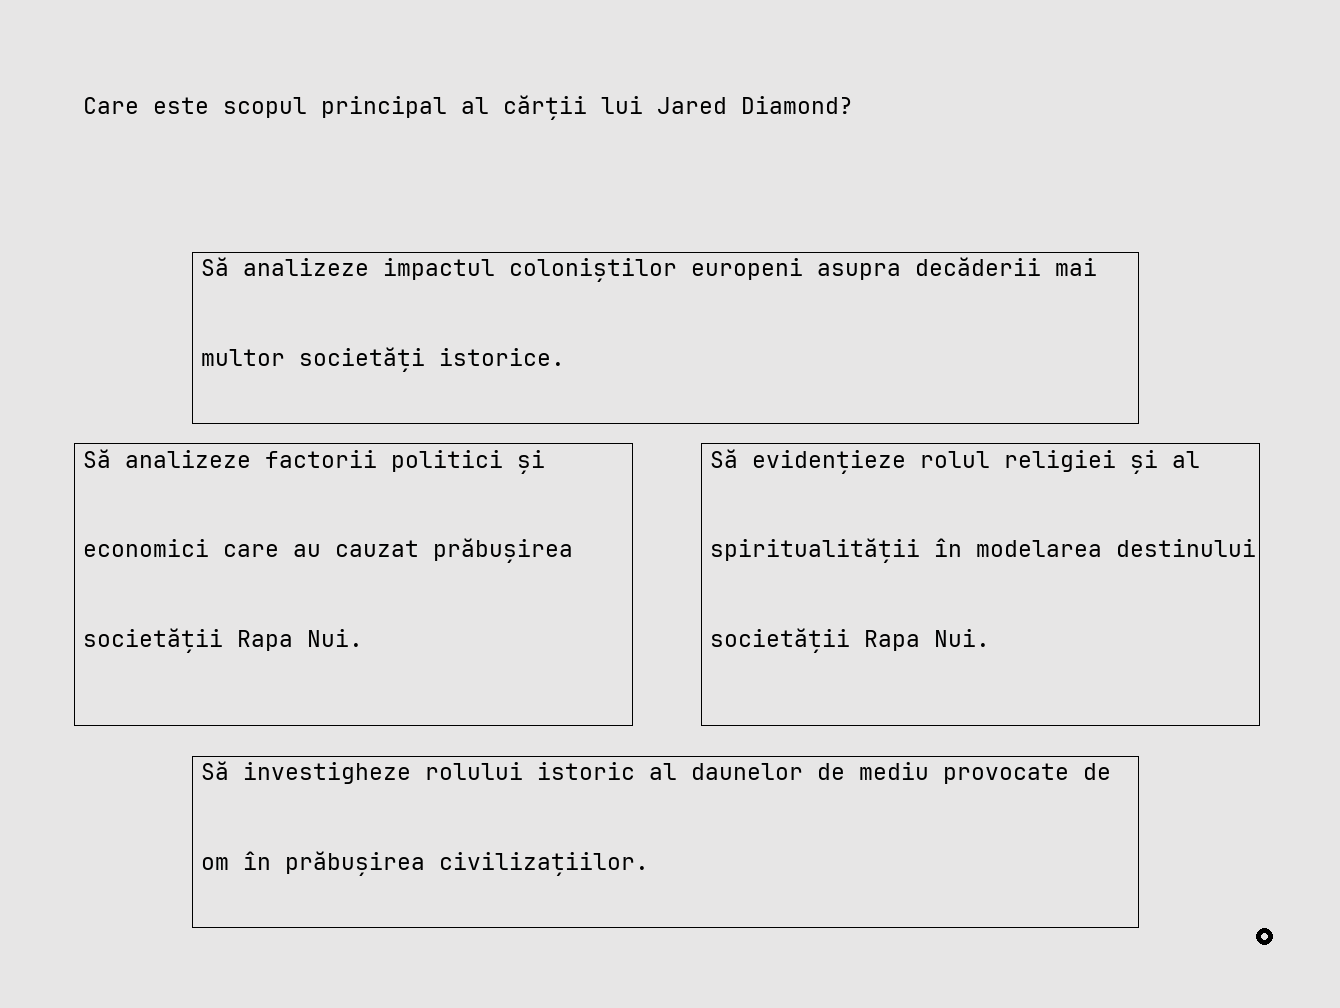 Care este scopul principal al cărții lui Jared Diamond?
Să analizeze impactul coloniștilor europeni asupra decăderii mai
multor societăți istorice.
Să analizeze factorii politici și
economici care au cauzat prăbușirea
societății Rapa Nui.
Să evidențieze rolul religiei și al
spiritualității în modelarea destinului
societății Rapa Nui.
Să investigheze rolului istoric al daunelor de mediu provocate de
om în prăbușirea civilizațiilor.